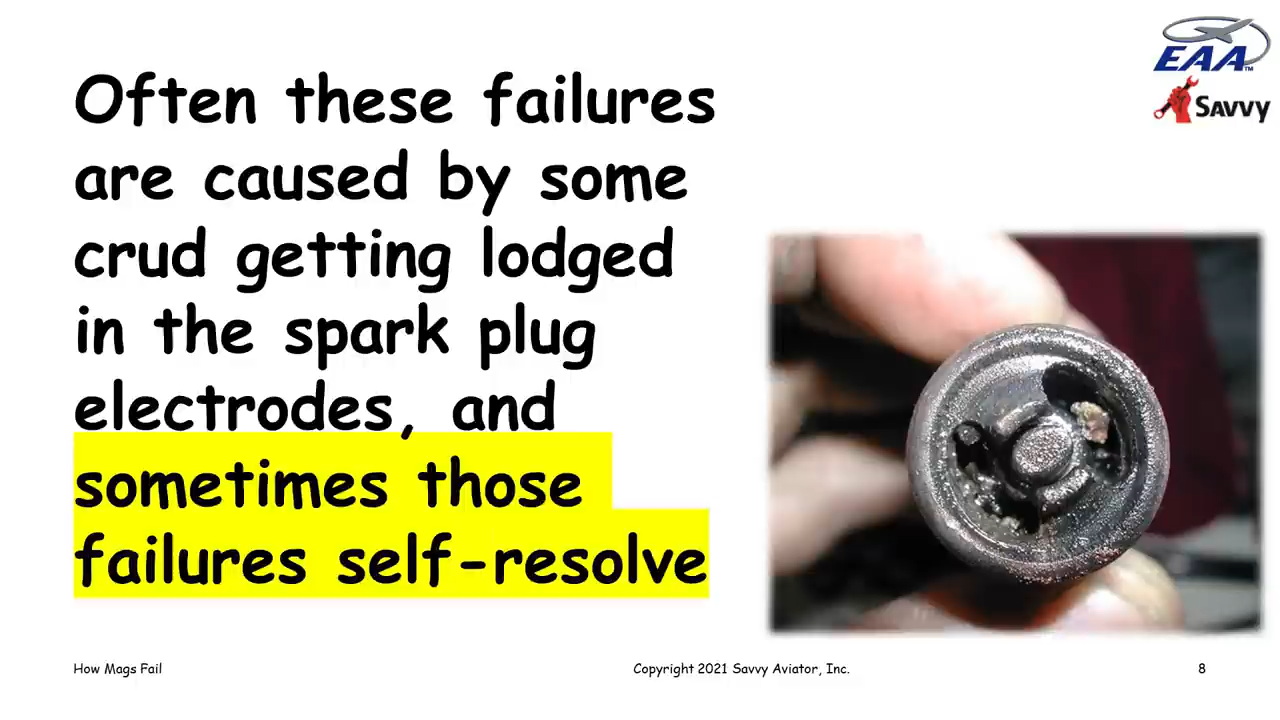 EAA™
SAVVY
Often these failures
are caused by some
crud getting lodged
in the spark plug
electrodes, and
sometimes those
failures self-resolve
How Mags Fail
Copyright 2021 Savvy Aviator, Inc.
8